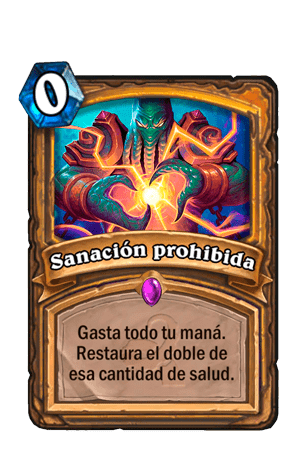 0
Sanación prohibida
Gasta todo tu maná.
Restaura el doble de
esa cantidad de salud.